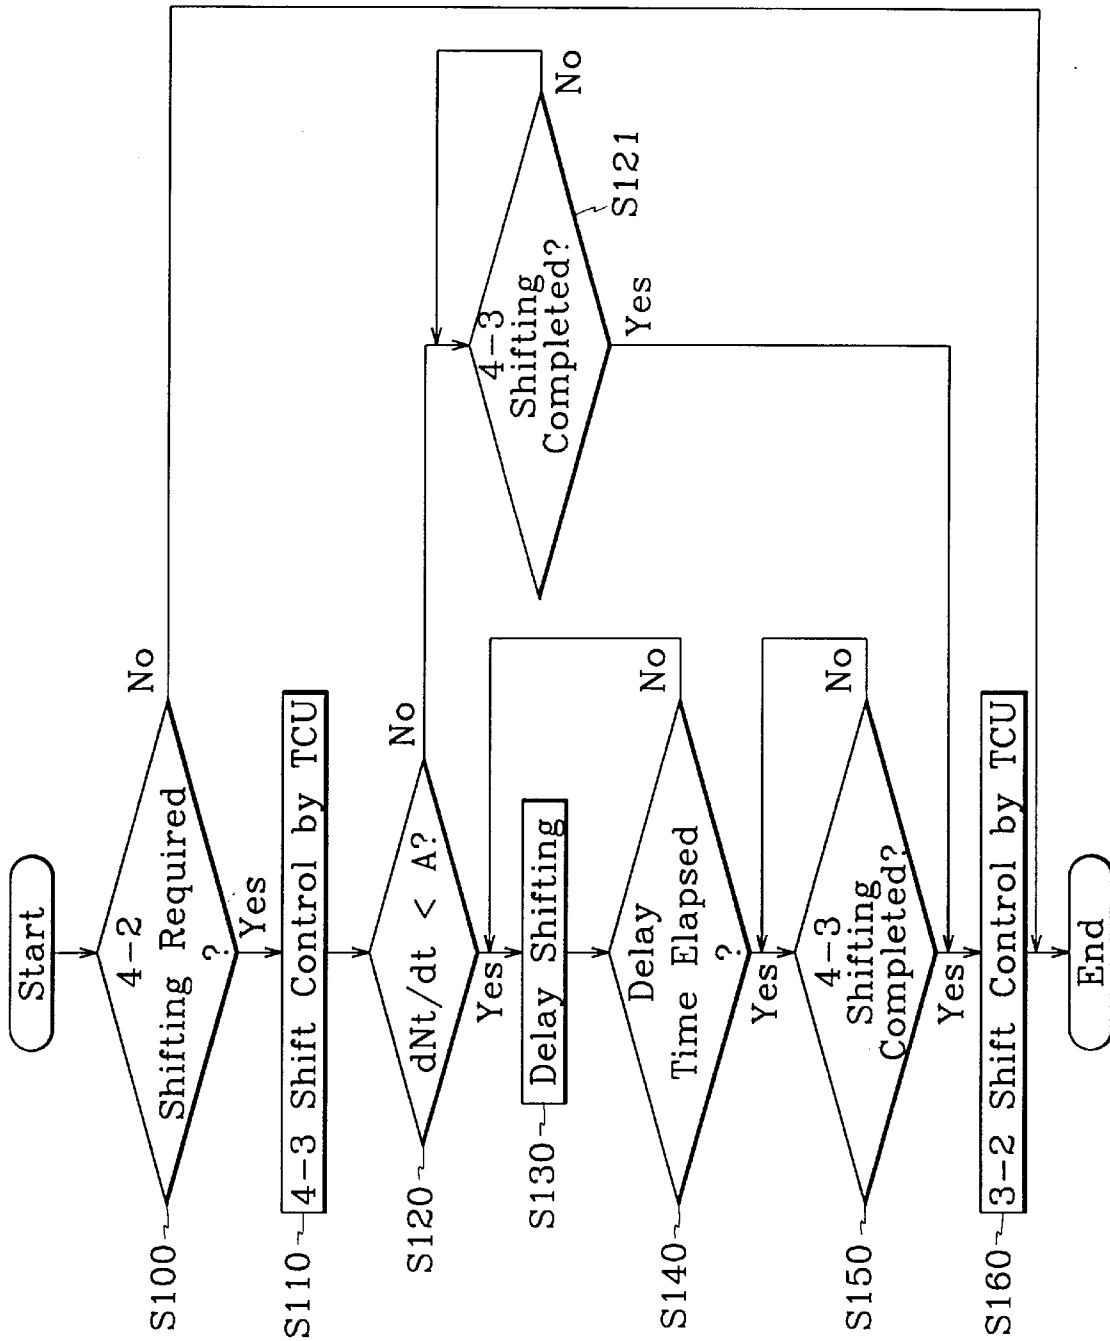 Start
4-2
Shifting Required
?
No
Yes
S100
4-3 Shift Control by TCU
S110
dNt/dt < A?
No
Yes
S120
4-3
Shifting
Completed?
No
Yes
S121
Delay Shifting
S130
Delay
Time Elapsed
?
No
Yes
S140
4-3
Shifting
Completed?
No
Yes
S150
3-2 Shift Control by TCU
S160
End